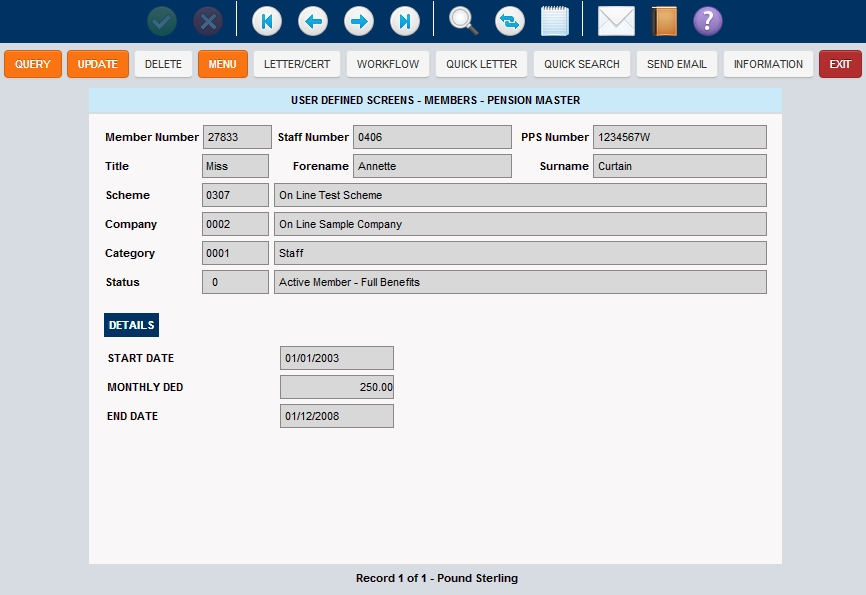 QUERY UPDATE DELETE MENU LETTER/CERT WORKFLOW QUICK LETTER QUICK SEARCH SEND EMAIL INFORMATION EXIT
USER DEFINED SCREENS - MEMBERS - PENSION MASTER
Member Number 27833 Staff Number 0406 PPS Number 1234567W
Title Miss Forename Annette Surname Curtain
Scheme 0307 On Line Test Scheme
Company 0002 On Line Sample Company
Category 0001 Staff
Status 0 Active Member - Full Benefits
DETAILS
START DATE 01/01/2003
MONTHLY DED 250.00
END DATE 01/12/2008
Record 1 of 1 - Pound Sterling